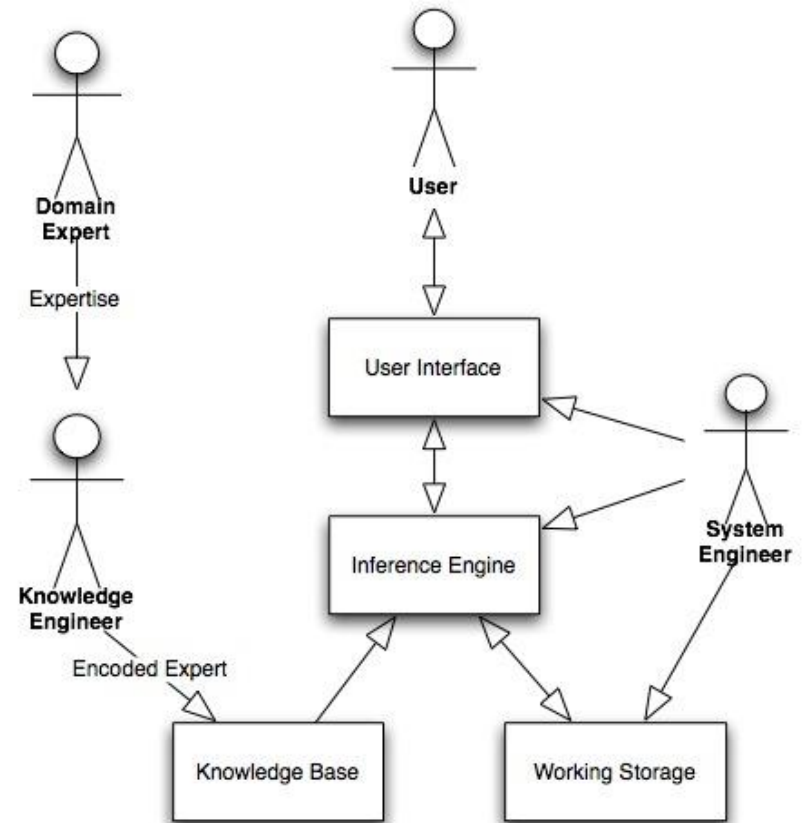 User
Domain
Expert
Expertise
User Interface
System
Engineer
Inference Engine
Knowledge
Engineer
Encoded Expert
Knowledge Base
Working Storage